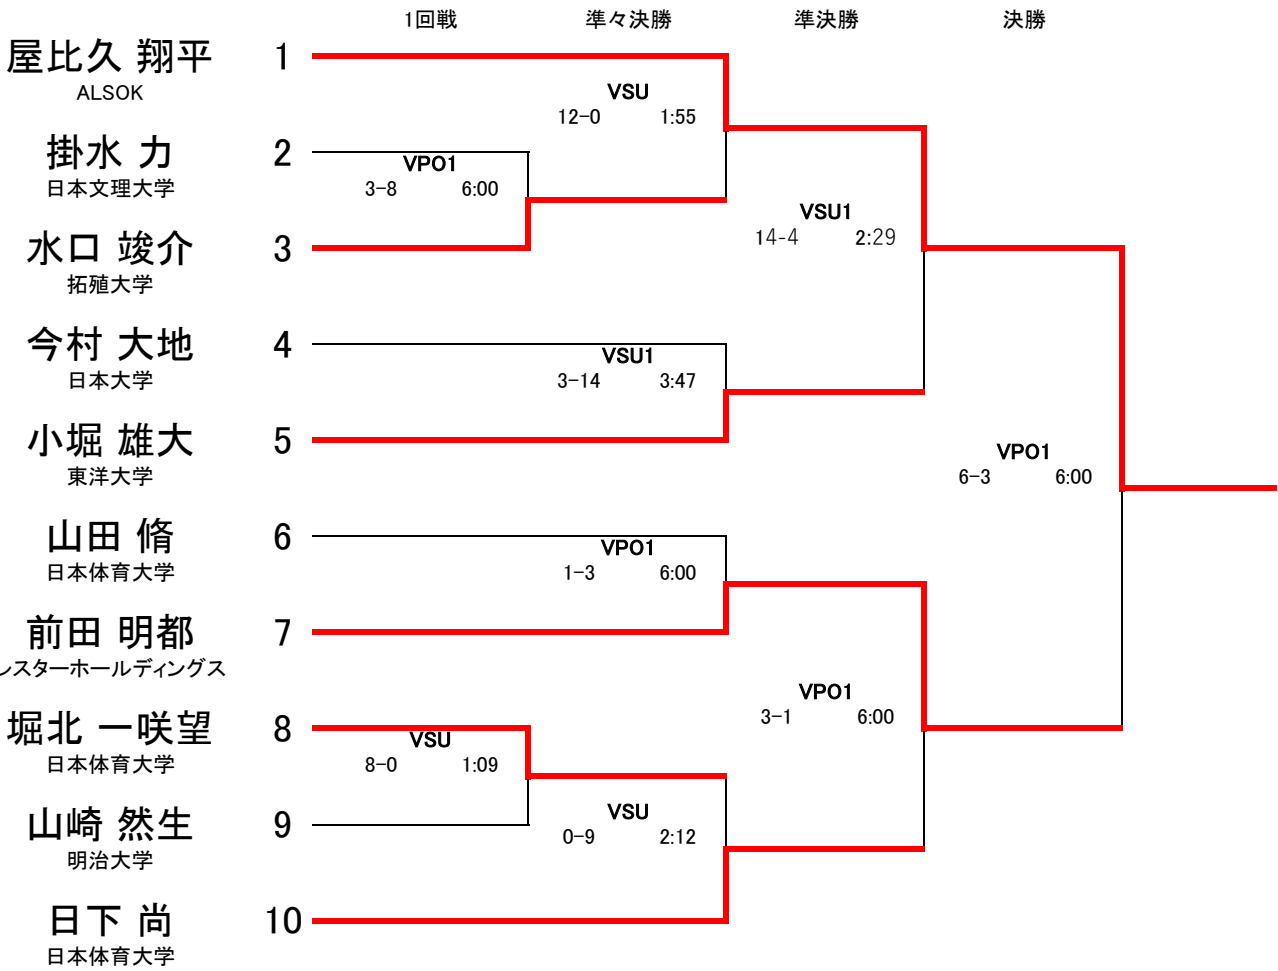 1回戦 準々決勝 準決勝 決勝
屋比久 翔平 1
ALSOK
VSU
12-0 1:55
掛水 力 2
日本文理大学
VPO1
3-8 6:00
水口 竣介 3
拓殖大学
VSU1
14-4 2:29
今村 大地 4
日本大学
VSU1
3-14 3:47
小堀 雄大 5
東洋大学
VPO1
6-3 6:00
山田 脩 6
日本体育大学
VPO1
1-3 6:00
前田 明都 7
レスターホールディングス
VPO1
3-1 6:00
堀北 一咲望 8
日本体育大学
VSU
8-0 1:09
山崎 然生 9
明治大学
VSU
0-9 2:12
日下 尚 10
日本体育大学